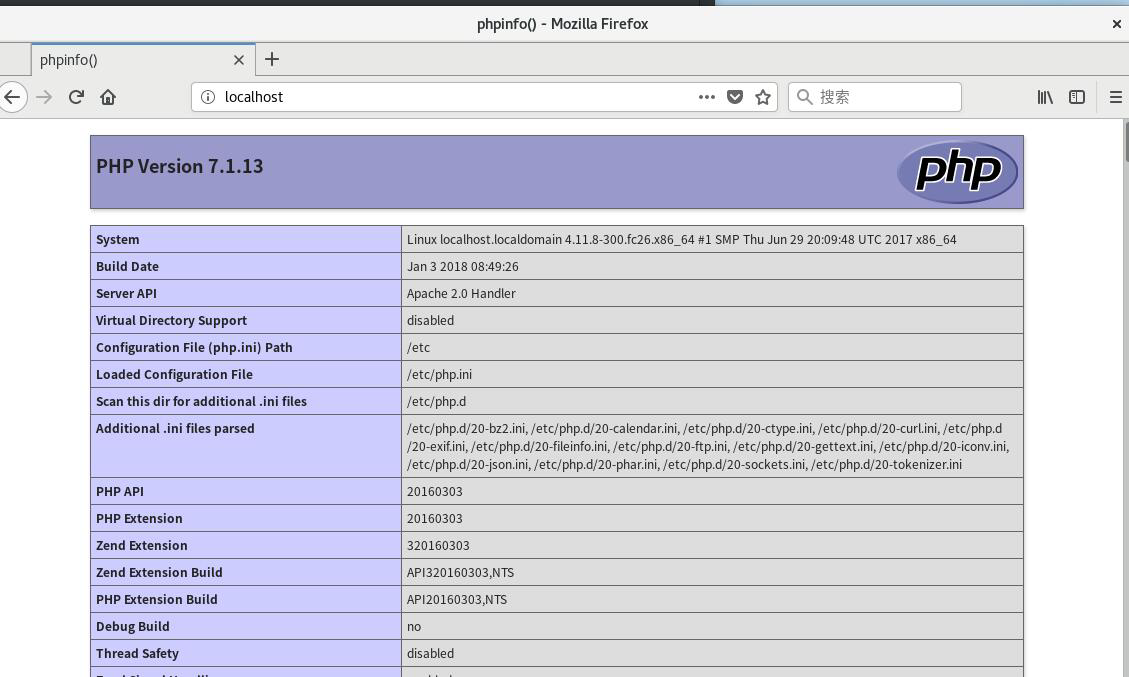 phpinfo() - Mozilla Firefox
phpinfo()
localhost
搜索
PHP Version 7.1.13
php
System Linux localhost.localdomain 4.11.8-300.fc26.x86_64 #1 SMP Thu Jun 29 20:09:48 UTC 2017 x86_64
Build Date Jan 3 2018 08:49:26
Server API Apache 2.0 Handler
Virtual Directory Support disabled
Configuration File (php.ini) Path /etc
Loaded Configuration File /etc/php.ini
Scan this dir for additional .ini files /etc/php.d
Additional .ini files parsed /etc/php.d/20-bz2.ini, /etc/php.d/20-calendar.ini, /etc/php.d/20-ctype.ini, /etc/php.d/20-curl.ini, /etc/php.d
/20-exif.ini, /etc/php.d/20-fileinfo.ini, /etc/php.d/20-ftp.ini, /etc/php.d/20-gettext.ini, /etc/php.d/20-iconv.ini,
/etc/php.d/20-json.ini, /etc/php.d/20-phar.ini, /etc/php.d/20-sockets.ini, /etc/php.d/20-tokenizer.ini
PHP API 20160303
PHP Extension 20160303
Zend Extension 320160303
Zend Extension Build API320160303,NTS
PHP Extension Build API20160303,NTS
Debug Build no
Thread Safety disabled